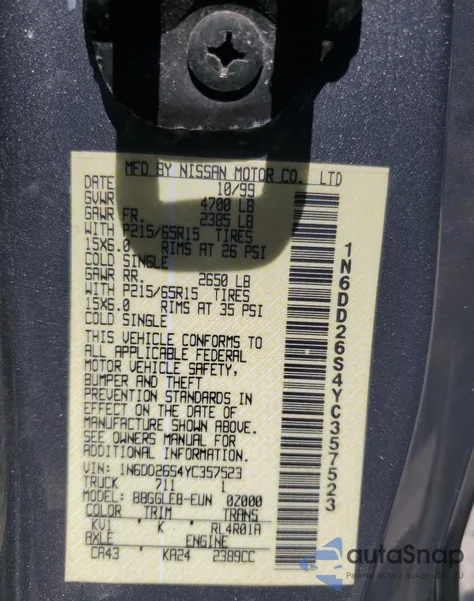 MFD BY NISSAN MOTOR CO., LTD
DATE 10/99
GVWR 4700 LB
GAWR FR. 2385 LB
WITH P215/65R15 TIRES
15X6.0 RIMS AT 26 PSI
COLD SINGLE
GAWR RR. 2650 LB
WITH P215/65R15 TIRES
15X6.0 RIMS AT 35 PSI
COLD SINGLE
THIS VEHICLE CONFORMS TO
ALL APPLICABLE FEDERAL
MOTOR VEHICLE SAFETY,
BUMPER AND THEFT
PREVENTION STANDARDS IN
EFFECT ON THE DATE OF
MANUFACTURE SHOWN ABOVE.
SEE OWNERS MANUAL FOR
ADDITIONAL INFORMATION.
VIN: 1N6DD26S4YC357523
TRUCK 711 1
MODEL: BBGGLEB-EUN 0Z000
COLOR TRIM TRANS
KV1 K RL4R01A
AXLE ENGINE
CA43 KA24 2389CC
1N6DD26S4YC357523
autaSnap